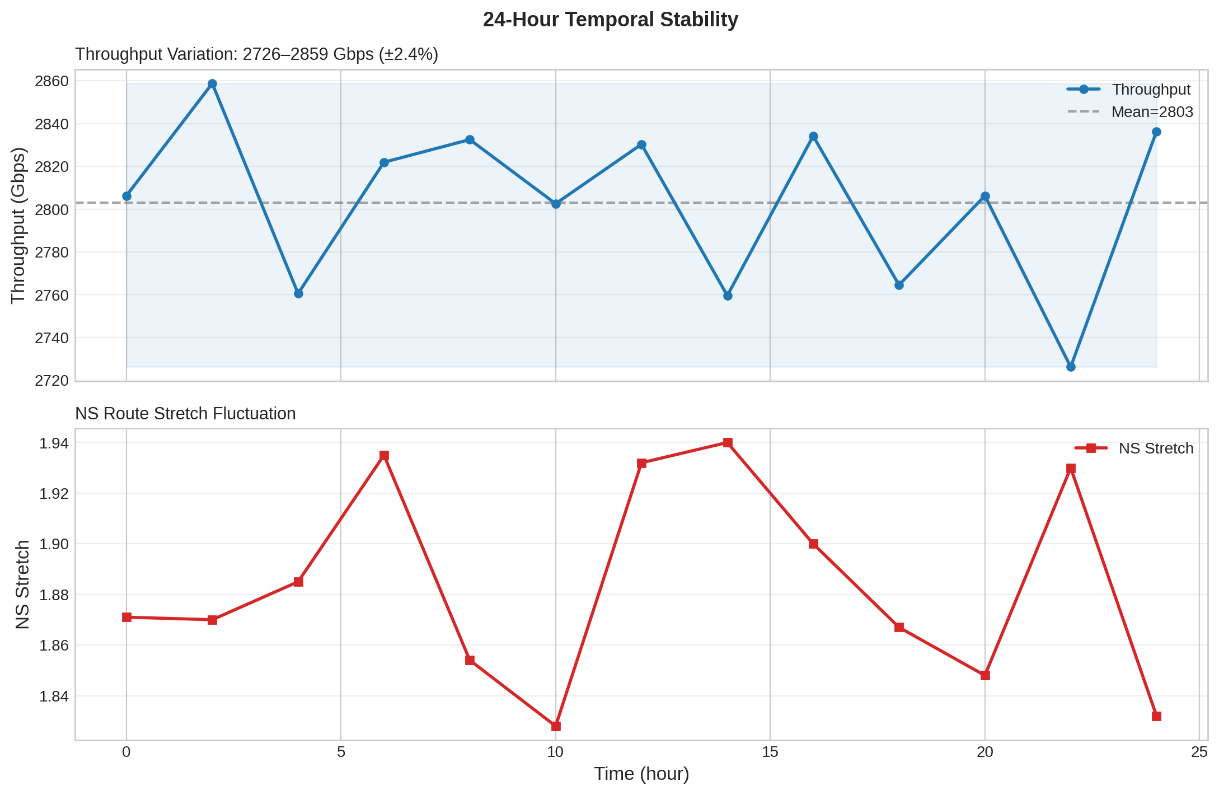 24-Hour Temporal Stability
Throughput Variation: 2726–2859 Gbps (±2.4%)
Throughput (Gbps)
2860
2840
2820
2800
2780
2760
2740
2720
Throughput
Mean=2803
NS Route Stretch Fluctuation
NS Stretch
1.94
1.92
1.90
1.88
1.86
1.84
NS Stretch
0 5 10 15 20 25
Time (hour)